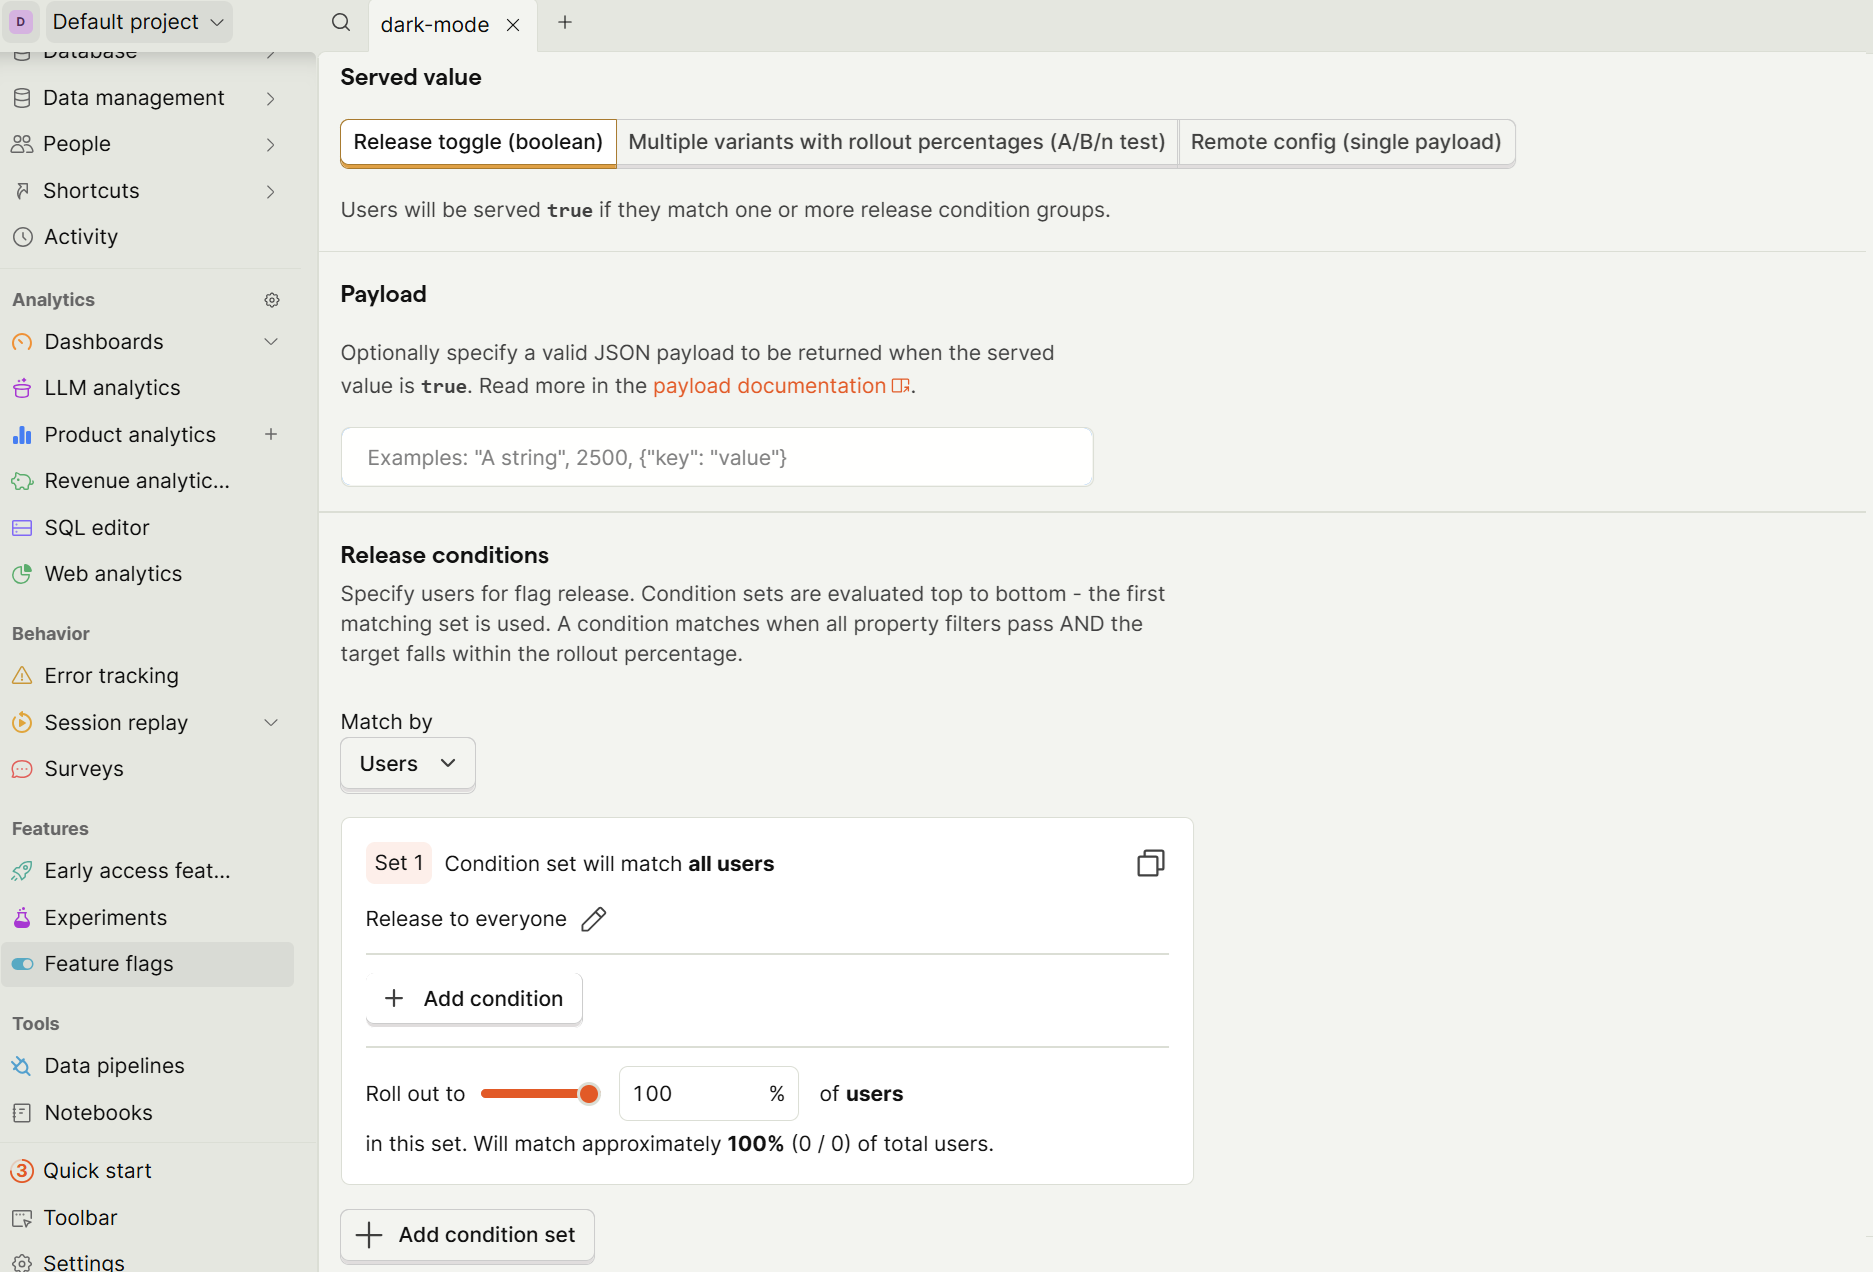 D Default project
dark-mode
Database
Data management
People
Shortcuts
Activity
Analytics
Dashboards
LLM analytics
Product analytics
Revenue analytic...
SQL editor
Web analytics
Behavior
Error tracking
Session replay
Surveys
Features
Early access feat...
Experiments
Feature flags
Tools
Data pipelines
Notebooks
3 Quick start
Toolbar
Settings
Served value
Release toggle (boolean) Multiple variants with rollout percentages (A/B/n test) Remote config (single payload)
Users will be served true if they match one or more release condition groups.
Payload
Optionally specify a valid JSON payload to be returned when the served
value is true. Read more in the payload documentation.
Examples: "A string", 2500, {"key": "value"}
Release conditions
Specify users for flag release. Condition sets are evaluated top to bottom - the first
matching set is used. A condition matches when all property filters pass AND the
target falls within the rollout percentage.
Match by
Users
Set 1 Condition set will match all users
Release to everyone
Add condition
Roll out to 100 % of users
in this set. Will match approximately 100% (0 / 0) of total users.
Add condition set